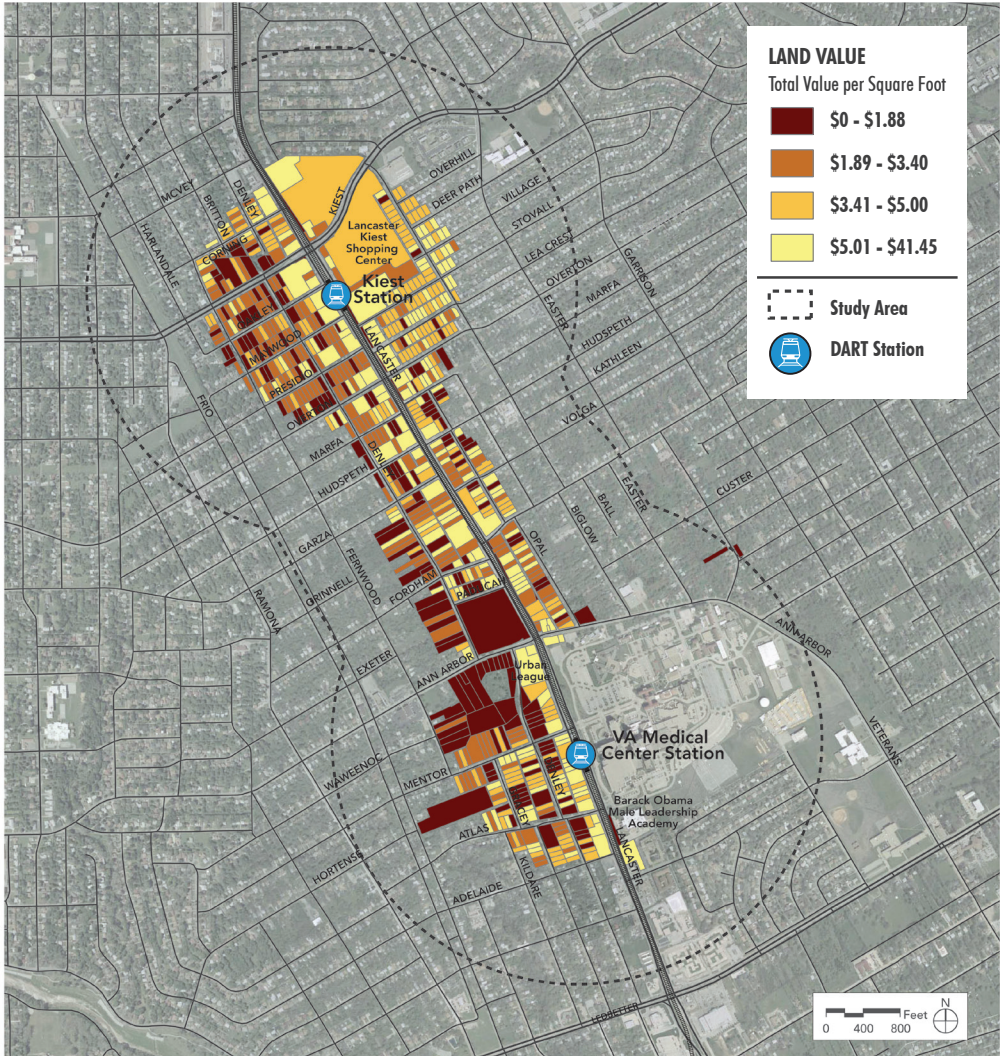 LAND VALUE
Total Value per Square Foot
$0 - $1.88
$1.89 - $3.40
$3.41 - $5.00
$5.01 - $41.45
Study Area
DART Station
OVERHILL
DEER PATH
MCVEY
DENLEY
KIEST
VILLAGE
BRITTON
STOVALL
HARLANDALE
CORNING
Lancaster
Kiest
Shopping
Center
LEA CREST
GARRISON
OVERTON
Kiest
Station
MARFA
EASTER
HUDSPETH
LANCASTER
KATHLEEN
PRESIDIO
FRIO
OVERTON
VOLGA
MARFA
DENLEY
HUDSPETH
CUSTER
EASTER
BALL
BIGLOW
OPAL
GARZA
FERNWOOD
FORDHAM
GRINNELL
RAMONA
ANN ARBOR
EXETER
ANN ARBOR
Urban
League
VETERANS
VA Medical
Center Station
WAWEENOC
MENTOR
DENLEY
Barack Obama
Male Leadership
Academy
ATLAS
LANCASTER
HORTENSE
KILDARE
ADELAIDE
LEDBETTER
N
Feet
0 400 800